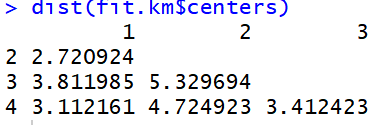 > dist(fit.km$centers)
1 2 3
2 2.720924
3 3.811985 5.329694
4 3.112161 4.724923 3.412423